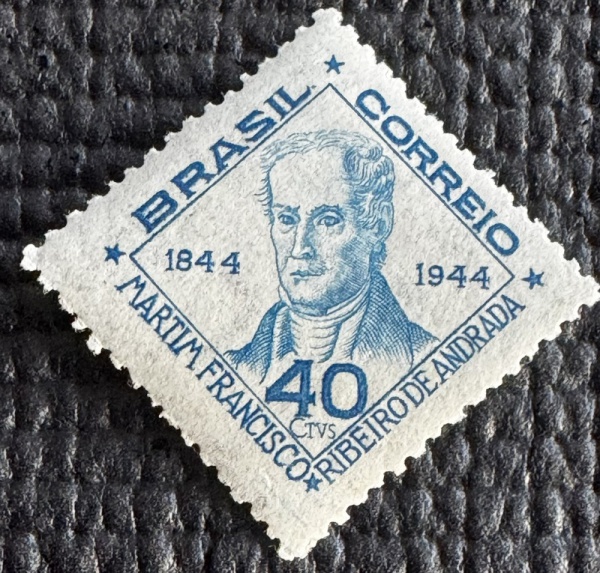 BRASIL CORREIO
1844 1944
40
CTVS
MARTIM FRANCISCO RIBEIRO DE ANDRADA